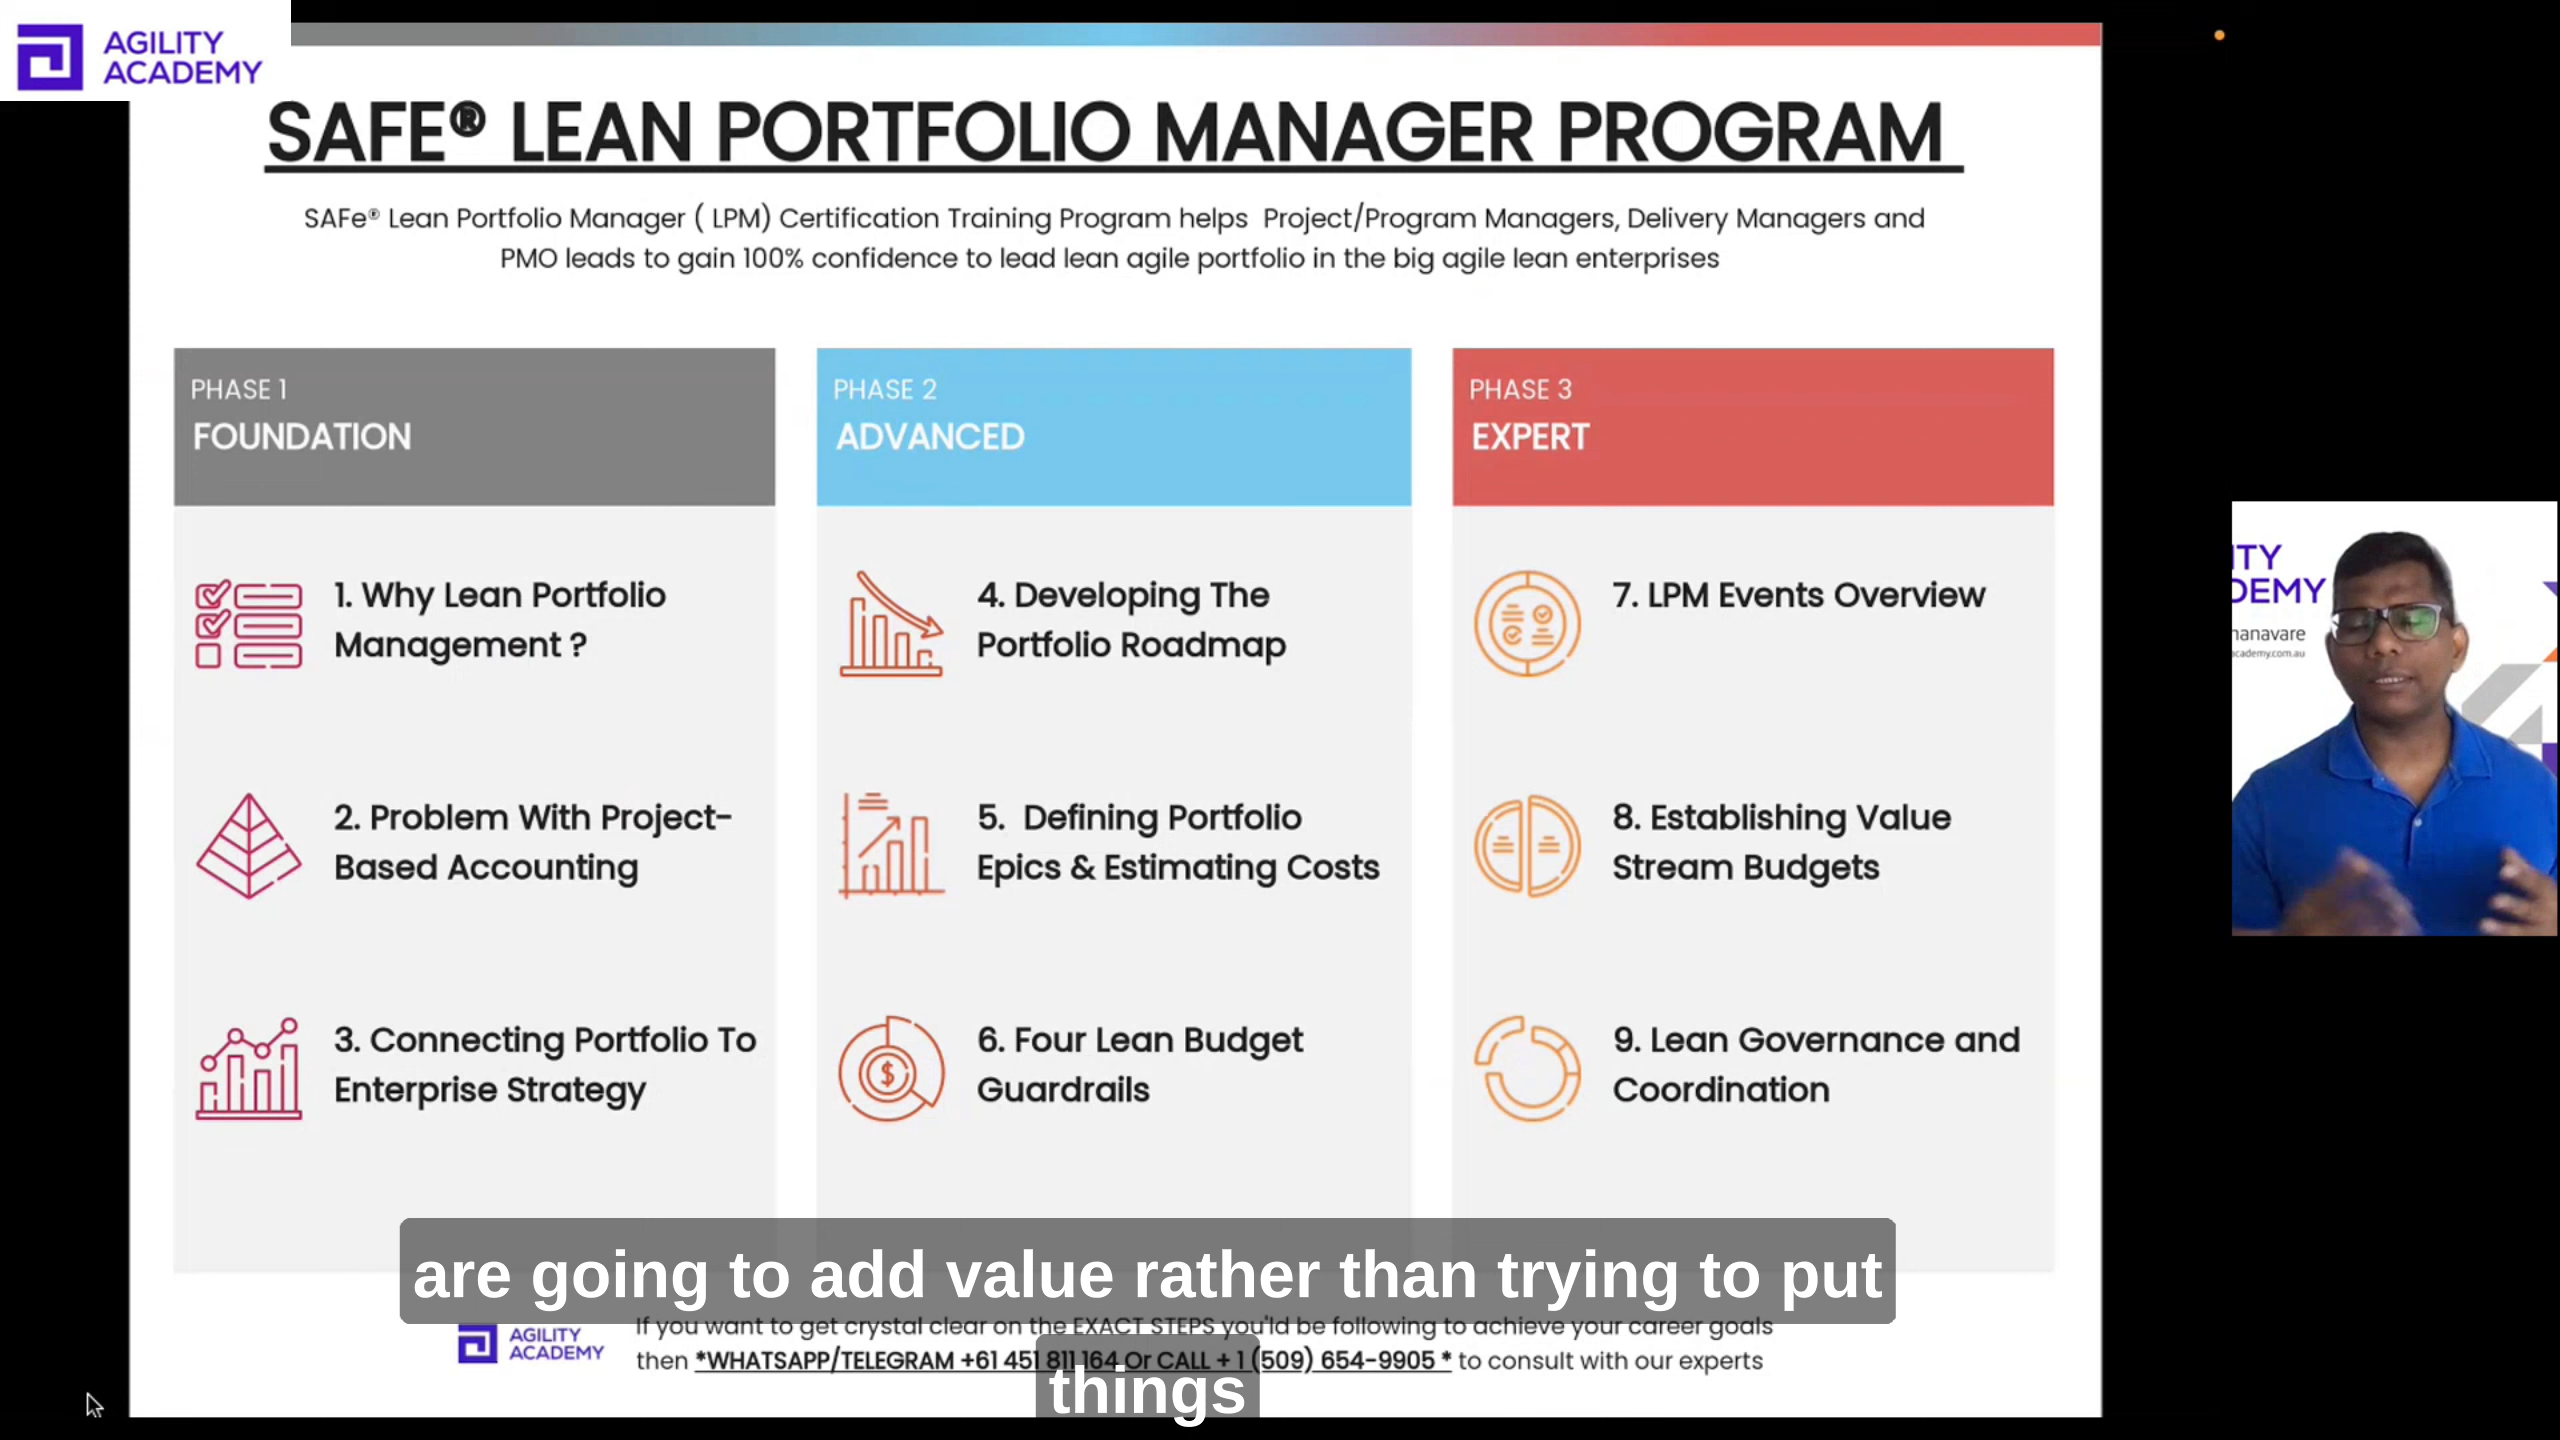 AGILITY
ACADEMY
SAFE® LEAN PORTFOLIO MANAGER PROGRAM
SAFe® Lean Portfolio Manager ( LPM) Certification Training Program helps Project/Program Managers, Delivery Managers and
PMO leads to gain 100% confidence to lead lean agile portfolio in the big agile lean enterprises
PHASE 1
FOUNDATION
1. Why Lean Portfolio
Management ?
2. Problem With Project-
Based Accounting
3. Connecting Portfolio To
Enterprise Strategy
PHASE 2
ADVANCED
4. Developing The
Portfolio Roadmap
5. Defining Portfolio
Epics & Estimating Costs
6. Four Lean Budget
Guardrails
PHASE 3
EXPERT
7. LPM Events Overview
8. Establishing Value
Stream Budgets
9. Lean Governance and
Coordination
ITY
DEMY
hanavare
cademy.com.au
are going to add value rather than trying to put
things
AGILITY
ACADEMY
If you want to get crystal clear on the EXACT STEPS you'ld be following to achieve your career goals
then *WHATSAPP/TELEGRAM +61 451 811 164 Or CALL + 1 (509) 654-9905 * to consult with our experts